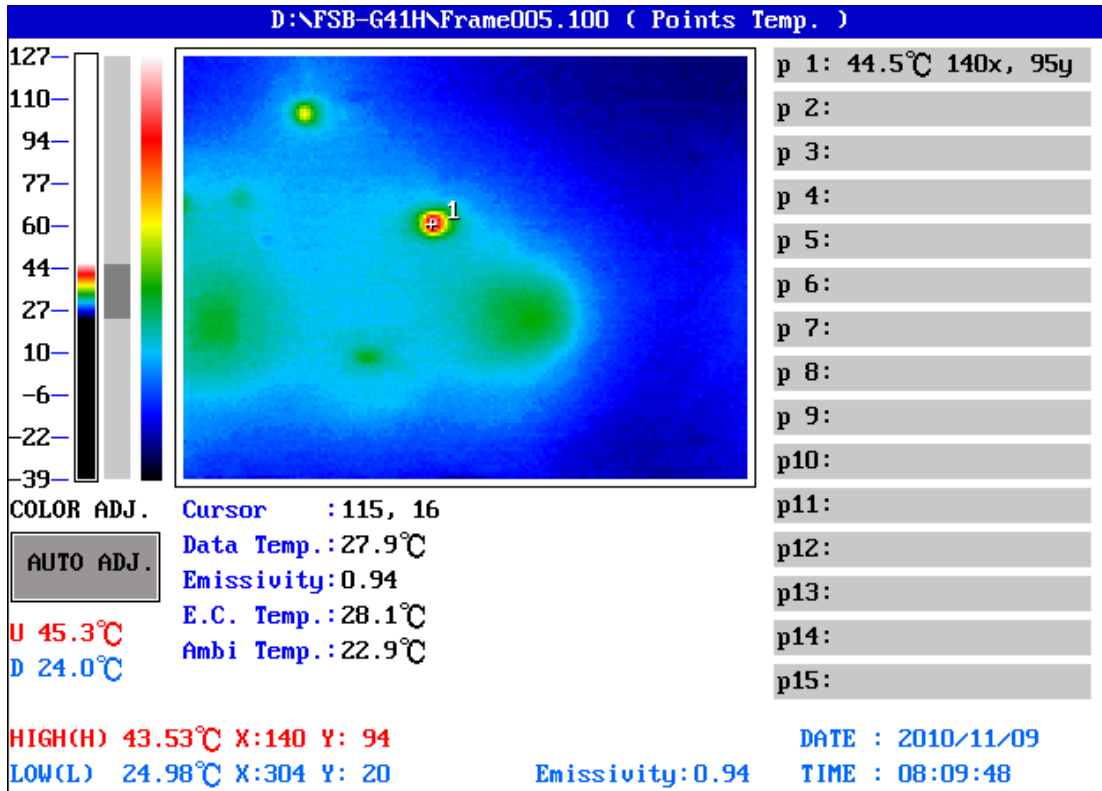 D:\FSB-G41H\Frame005.100 ( Points Temp. )
127
110
94
77
60
44
27
10
-6
-22
-39
1
p 1: 44.5℃ 140x, 95y
p 2:
p 3:
p 4:
p 5:
p 6:
p 7:
p 8:
p 9:
p10:
p11:
p12:
p13:
p14:
p15:
COLOR ADJ.
AUTO ADJ.
U 45.3℃
D 24.0℃
Cursor :115, 16
Data Temp.:27.9℃
Emissivity:0.94
E.C. Temp.:28.1℃
Ambi Temp.:22.9℃
HIGH(H) 43.53℃ X:140 Y: 94
LOW(L) 24.98℃ X:304 Y: 20
Emissivity:0.94
DATE : 2010/11/09
TIME : 08:09:48